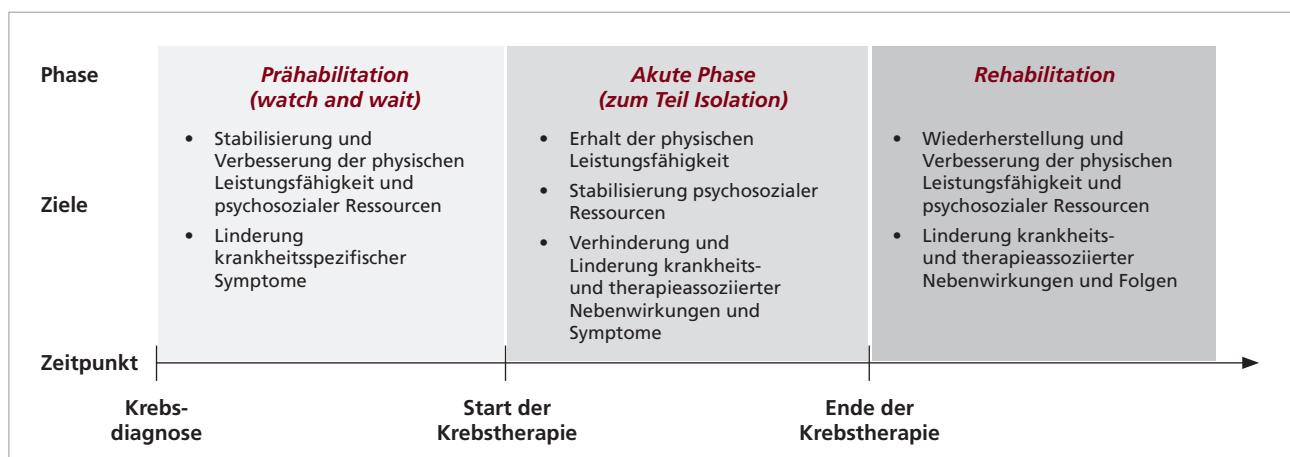 Phase
Prähabilitation
(watch and wait)
Akute Phase
(zum Teil Isolation)
Rehabilitation
Ziele
• Stabilisierung und
Verbesserung der physischen
Leistungsfähigkeit und
psychosozialer Ressourcen
• Linderung
krankheitsspezifischer
Symptome
• Erhalt der physischen
Leistungsfähigkeit
• Stabilisierung psychosozialer
Ressourcen
• Verhinderung und
Linderung krankheits-
und therapieassoziierter
Nebenwirkungen und
Symptome
• Wiederherstellung und
Verbesserung der physischen
Leistungsfähigkeit und
psychosozialer Ressourcen
• Linderung krankheits-
und therapieassoziierter
Nebenwirkungen und Folgen
Zeitpunkt
Krebs-
diagnose
Start der
Krebstherapie
Ende der
Krebstherapie